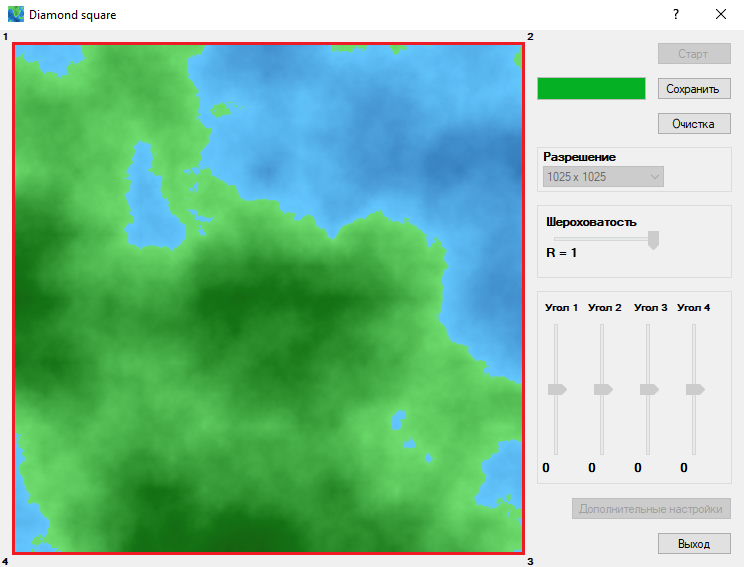 Diamond square
?
1
2
Старт
Сохранить
Очистка
Разрешение
1025 x 1025
Шероховатость
R = 1
Угол 1 Угол 2 Угол 3 Угол 4
0 0 0 0
Дополнительные настройки
Выход
4
3